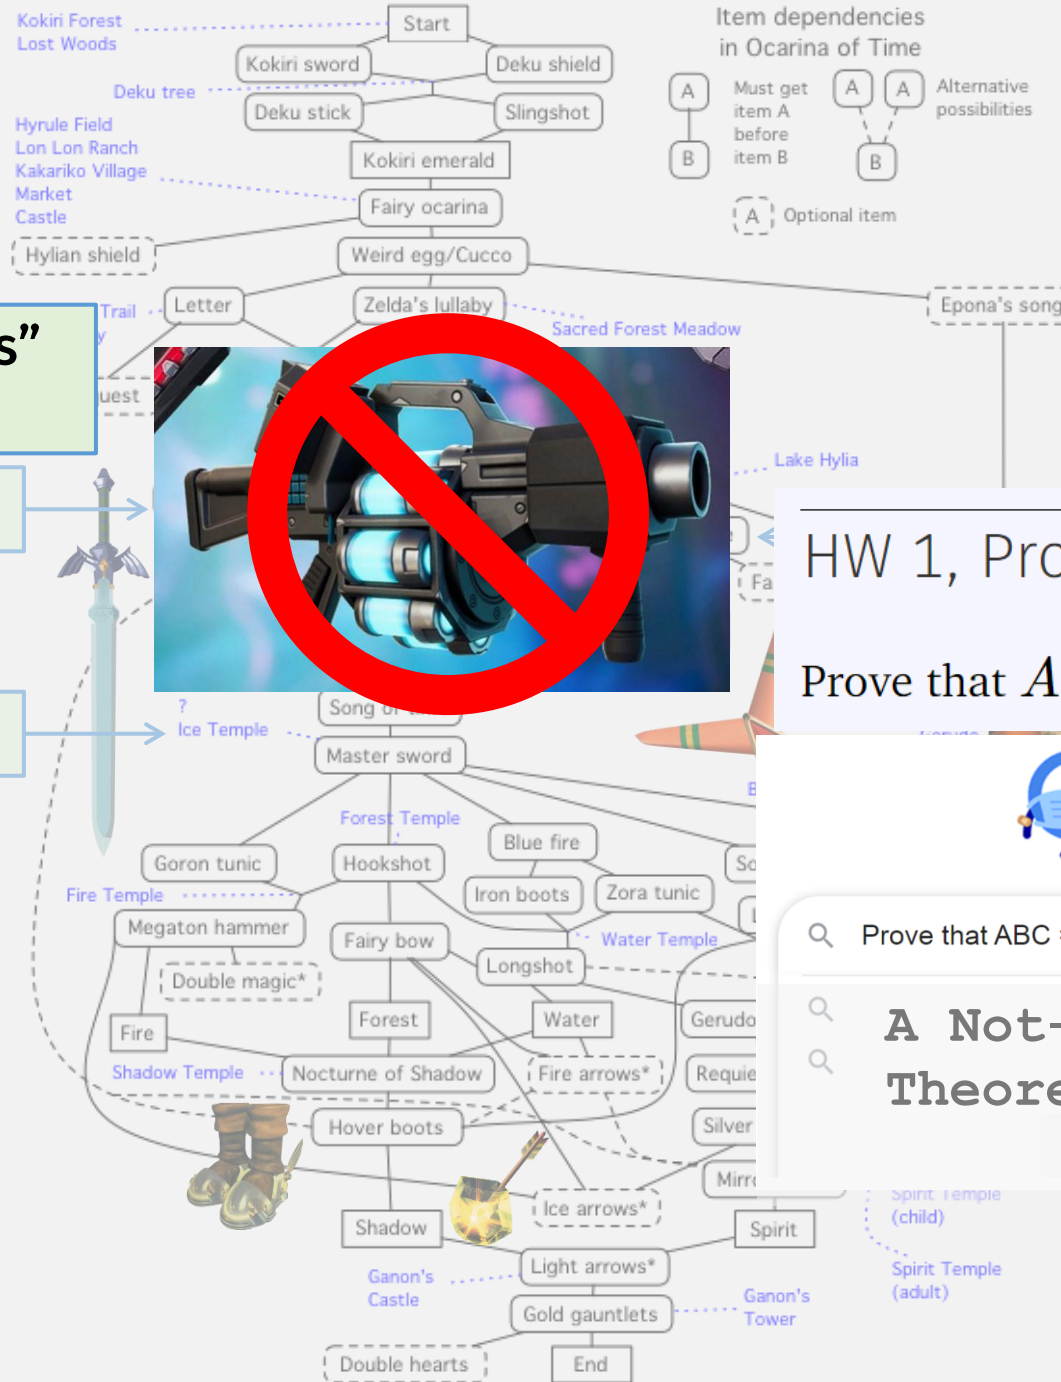 Kokiri Forest
Lost Woods
Start
Item dependencies
in Ocarina of Time
Kokiri sword
Deku shield
Deku tree
Deku stick
Slingshot
A
B
Must get
item A
before
item B
A
A
B
Alternative
possibilities
A
Optional item
Hyrule Field
Lon Lon Ranch
Kakariko Village
Market
Castle
Kokiri emerald
Fairy ocarina
Hylian shield
Weird egg/Cucco
Trail
y
Letter
Zelda's lullaby
Sacred Forest Meadow
Epona's song
s”
uest
Lake Hylia
Fa
HW 1, Pro
Prove that A
Song of
?
Ice Temple
Master sword
B
Forest Temple
Blue fire
Goron tunic
Hookshot
So
Fire Temple
Iron boots
Zora tunic
Megaton hammer
Fairy bow
Water Temple
L
Prove that ABC
Double magic*
Longshot
Fire
Forest
Water
Gerudo
A Not-
Theore
Shadow Temple
Nocturne of Shadow
Fire arrows*
Requie
Hover boots
Silver
Mirr
Ice arrows*
Shadow
Spirit
Spirit Temple
(child)
Light arrows*
Ganon's
Castle
Spirit Temple
(adult)
Gold gauntlets
Ganon's
Tower
Double hearts
End